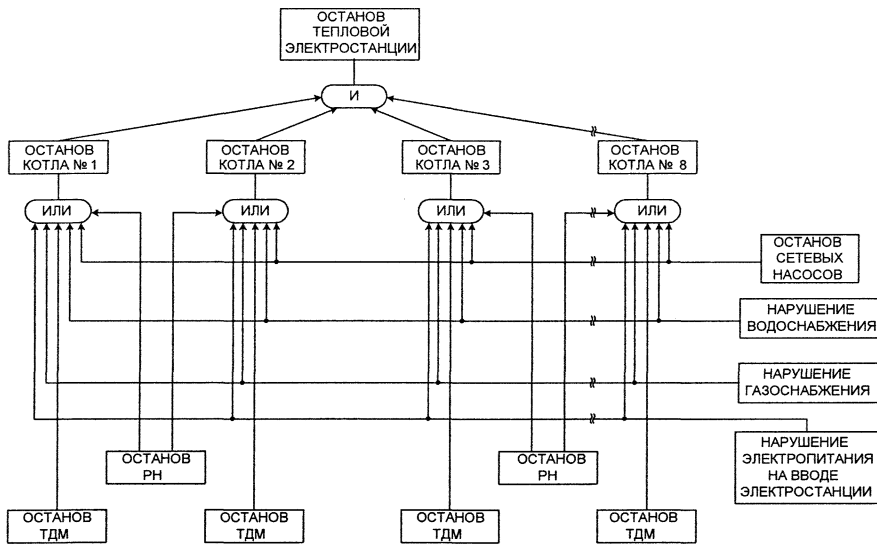 ОСТАНОВ
ТЕПЛОВОЙ
ЭЛЕКТРОСТАНЦИИ
И
ОСТАНОВ
КОТЛА № 1
ОСТАНОВ
КОТЛА № 2
ОСТАНОВ
КОТЛА № 3
ОСТАНОВ
КОТЛА № 8
ИЛИ
ИЛИ
ИЛИ
ИЛИ
ОСТАНОВ
СЕТЕВЫХ
НАСОСОВ
НАРУШЕНИЕ
ВОДОСНАБЖЕНИЯ
НАРУШЕНИЕ
ГАЗОСНАБЖЕНИЯ
НАРУШЕНИЕ
ЭЛЕКТРОПИТАНИЯ
НА ВВОДЕ
ЭЛЕКТРОСТАНЦИИ
ОСТАНОВ
РН
ОСТАНОВ
РН
ОСТАНОВ
ТДМ
ОСТАНОВ
ТДМ
ОСТАНОВ
ТДМ
ОСТАНОВ
ТДМ